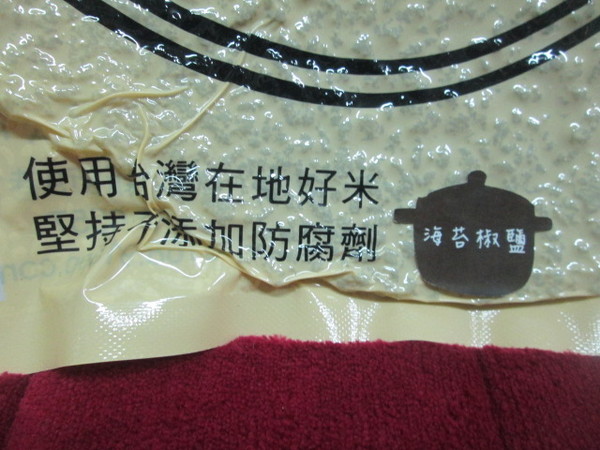 使用台灣在地好米
堅持不添加防腐劑
海苔椒鹽